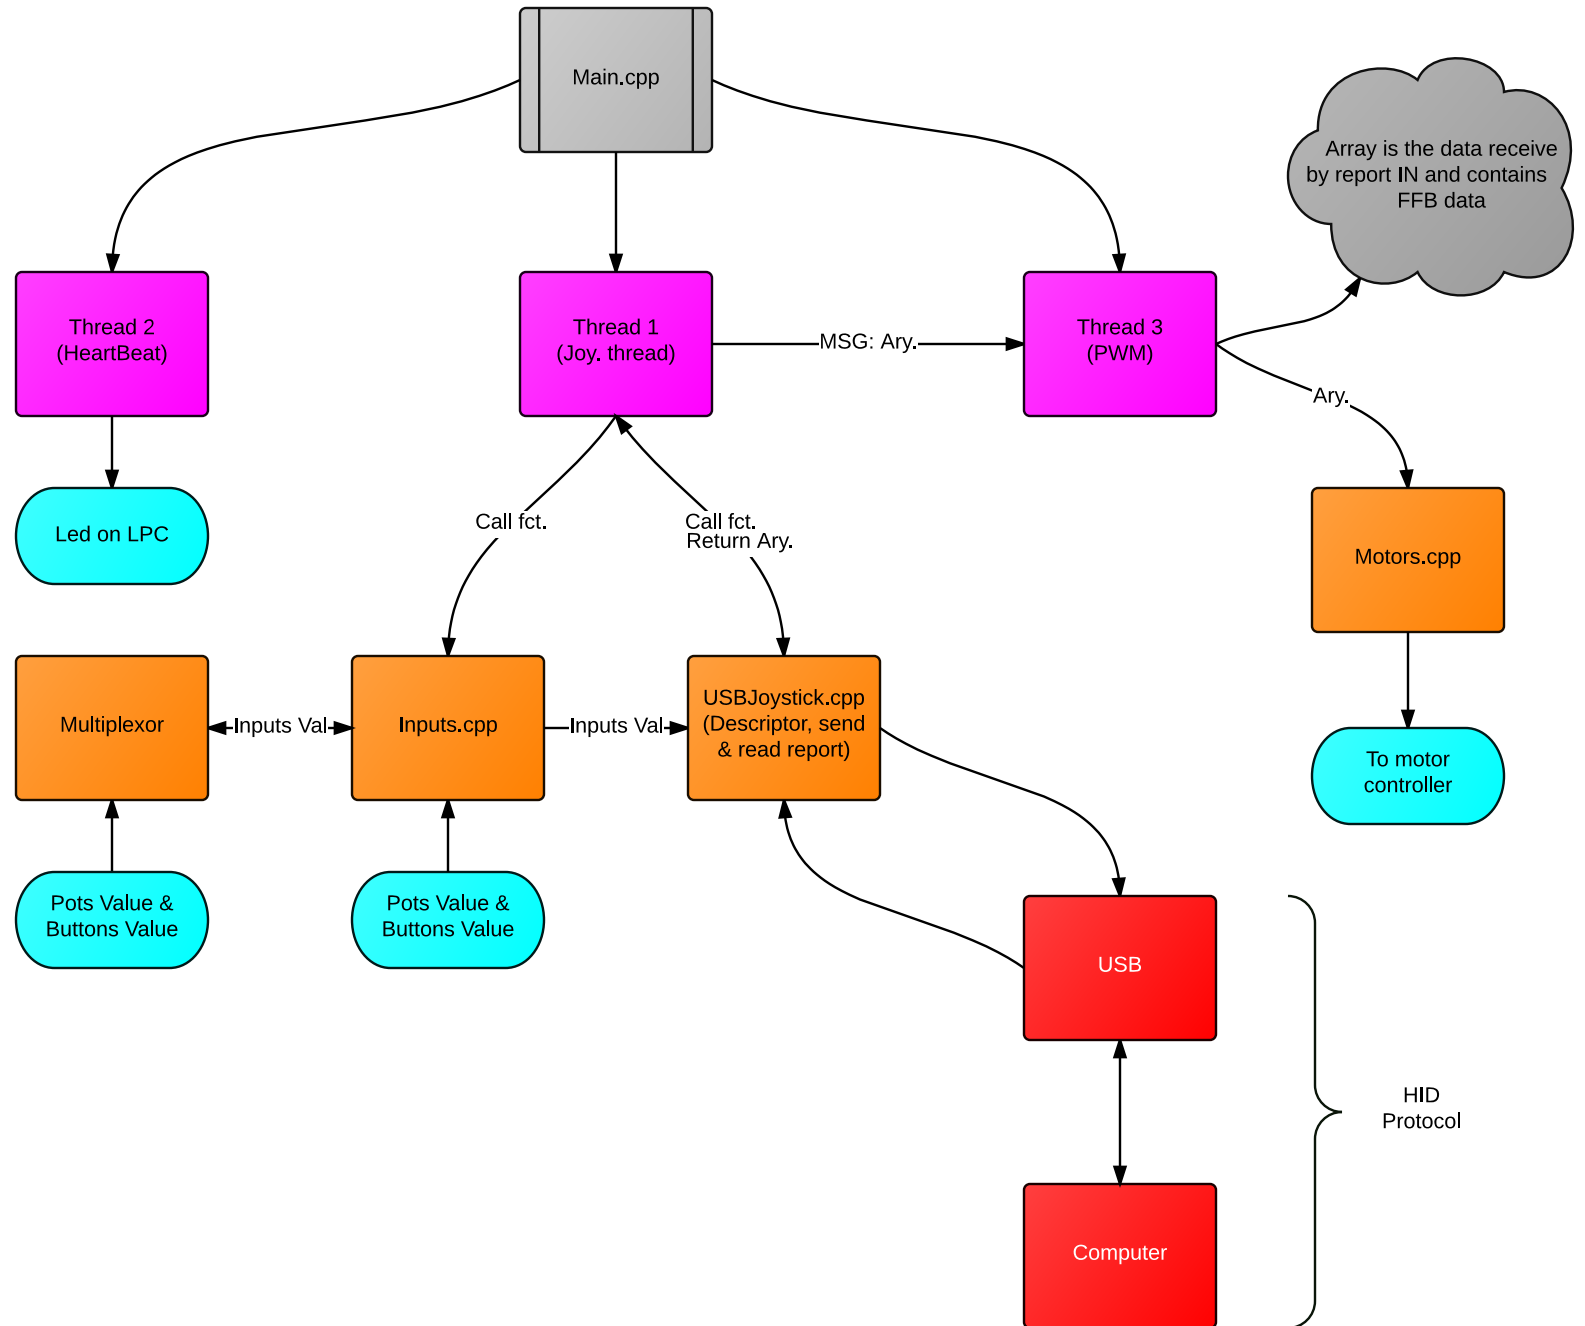 Main.cpp
Array is the data receive
by report IN and contains
FFB data
Thread 2
(HeartBeat)
Thread 1
(Joy. thread)
MSG: Ary.
Thread 3
(PWM)
Ary.
Call fct.
Call fct.
Return Ary.
Led on LPC
Motors.cpp
Multiplexor
Inputs Val
Inputs.cpp
Inputs Val
USBJoystick.cpp
(Descriptor, send
& read report)
To motor
controller
Pots Value &
Buttons Value
Pots Value &
Buttons Value
USB
HID
Protocol
Computer